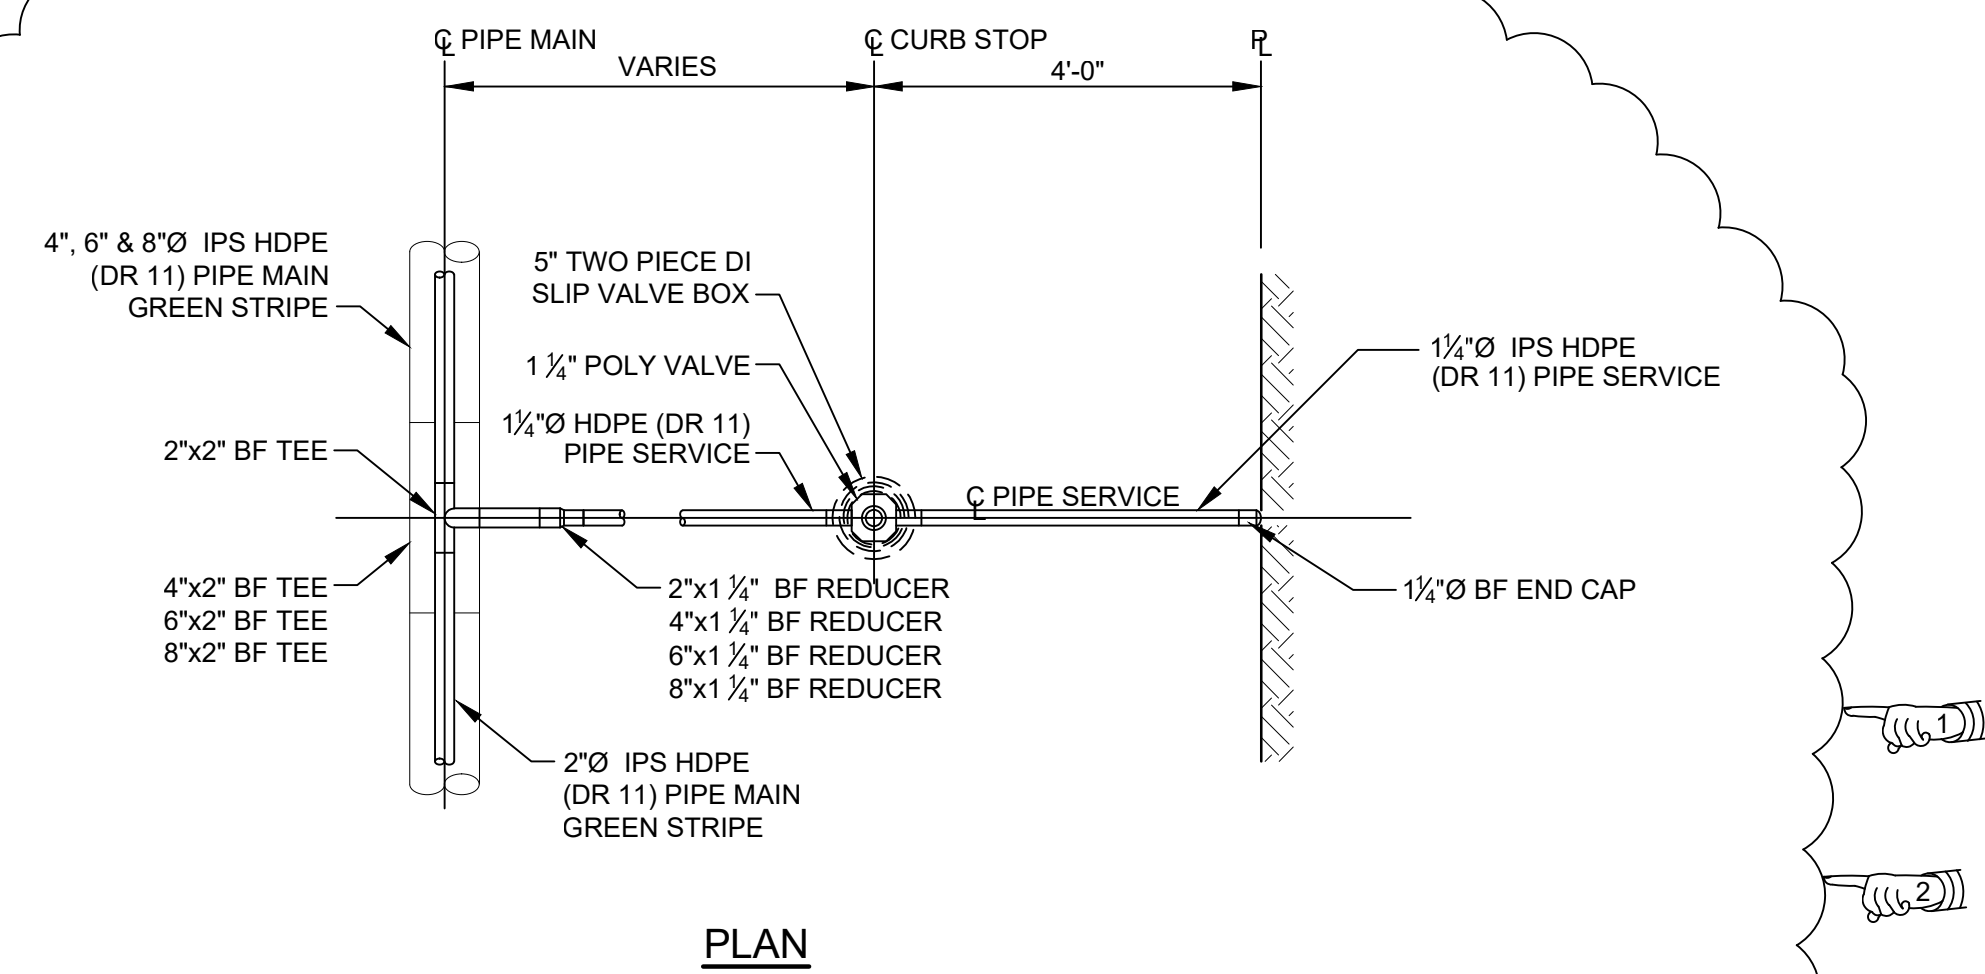 ℄ PIPE MAIN
℄ CURB STOP
PL
VARIES
4'-0"
4", 6" & 8"Ø IPS HDPE
(DR 11) PIPE MAIN
GREEN STRIPE
5" TWO PIECE DI
SLIP VALVE BOX
1 ¼" POLY VALVE
1¼"Ø HDPE (DR 11)
PIPE SERVICE
1¼"Ø IPS HDPE
(DR 11) PIPE SERVICE
2"x2" BF TEE
℄ PIPE SERVICE
4"x2" BF TEE
6"x2" BF TEE
8"x2" BF TEE
2"x1 ¼" BF REDUCER
4"x1 ¼" BF REDUCER
6"x1 ¼" BF REDUCER
8"x1 ¼" BF REDUCER
1¼"Ø BF END CAP
2"Ø IPS HDPE
(DR 11) PIPE MAIN
GREEN STRIPE
1
2
PLAN